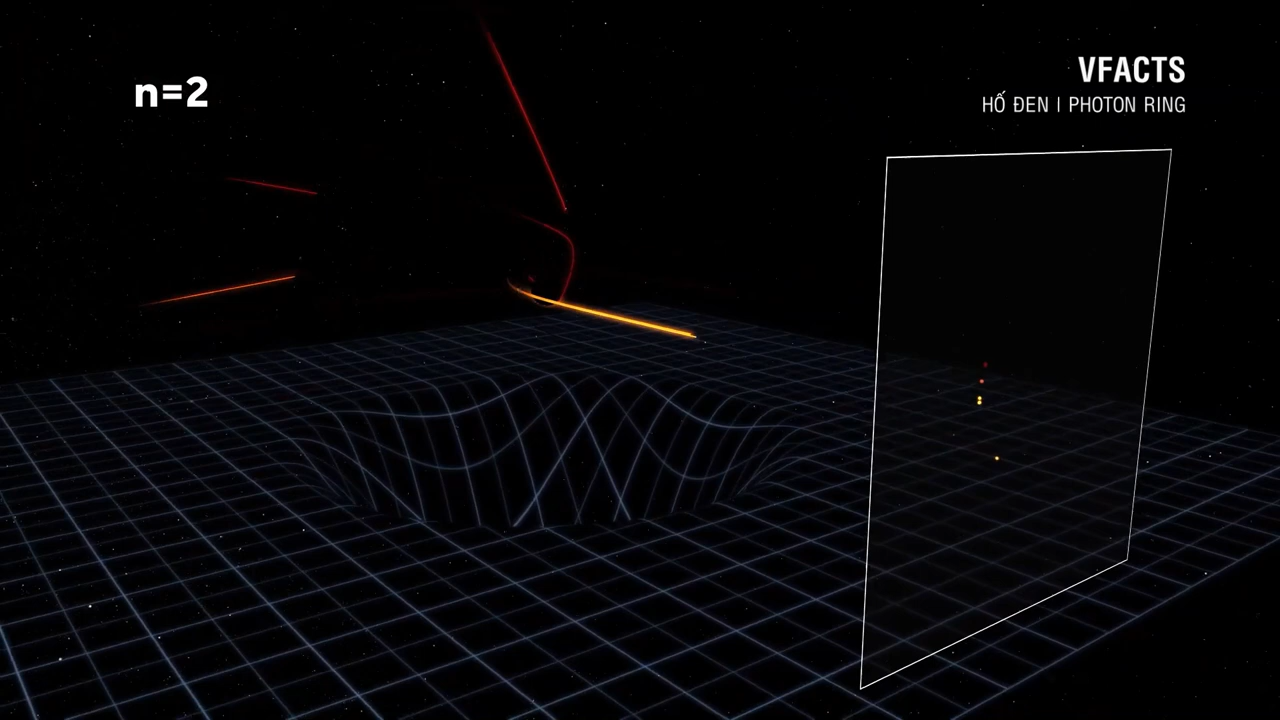 n=2
VFACTS
HỐ ĐEN | PHOTON RING